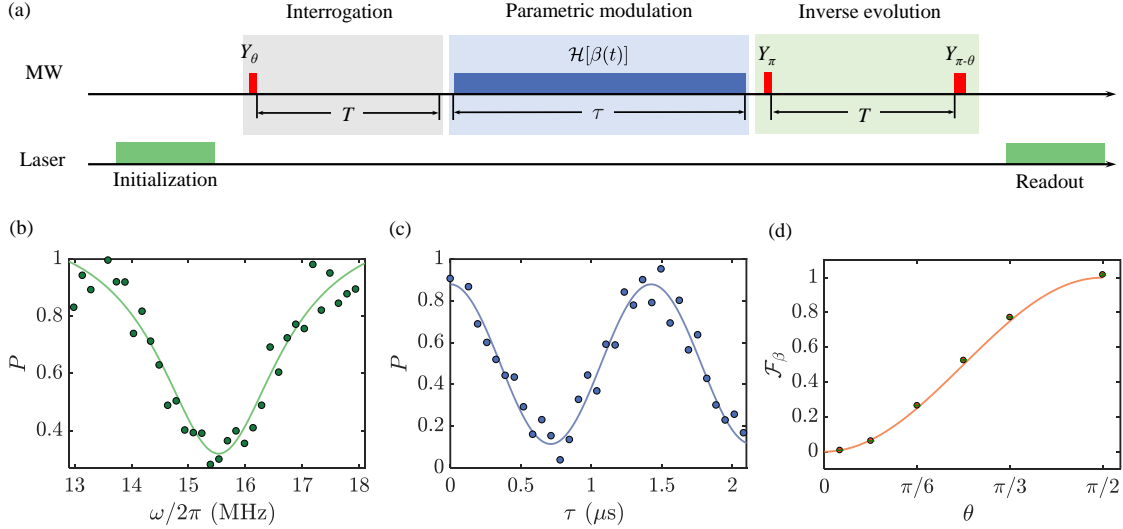 (a)
Interrogation Parametric modulation Inverse evolution
MW
Y_θ
ℋ[β(t)]
Y_π
Y_π-θ
T
τ
T
Laser
Initialization
Readout
(b)
1
0.8
0.6
0.4
P
13 14 15 16 17 18
ω/2π (MHz)
(c)
1
0.8
0.6
0.4
0.2
0
P
0 0.5 1 1.5 2
τ (μs)
(d)
1
0.8
0.6
0.4
0.2
0
ℱ_β
0 π/6 π/3 π/2
θ